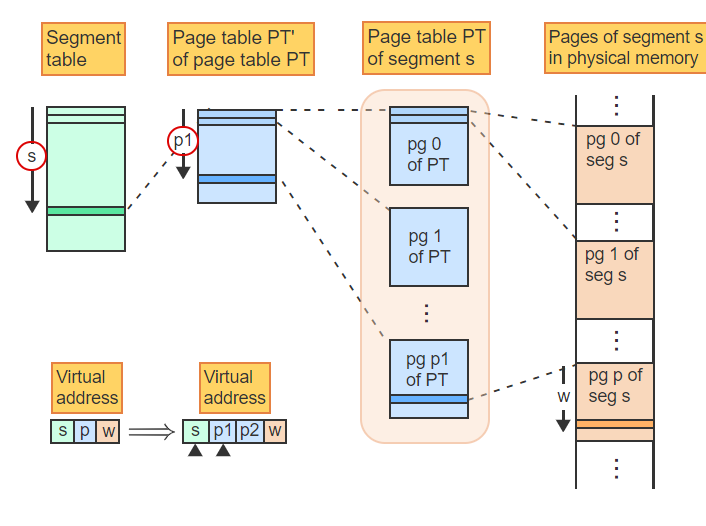 Segment
table
Page table PT'
of page table PT
Page table PT
of segment s
Pages of segment s
in physical memory
s
p1
pg 0
of PT
pg 1
of PT
pg p1
of PT
pg 0 of
seg s
pg 1 of
seg s
pg p of
seg s
w
Virtual
address
s p w
Virtual
address
s p1 p2 w